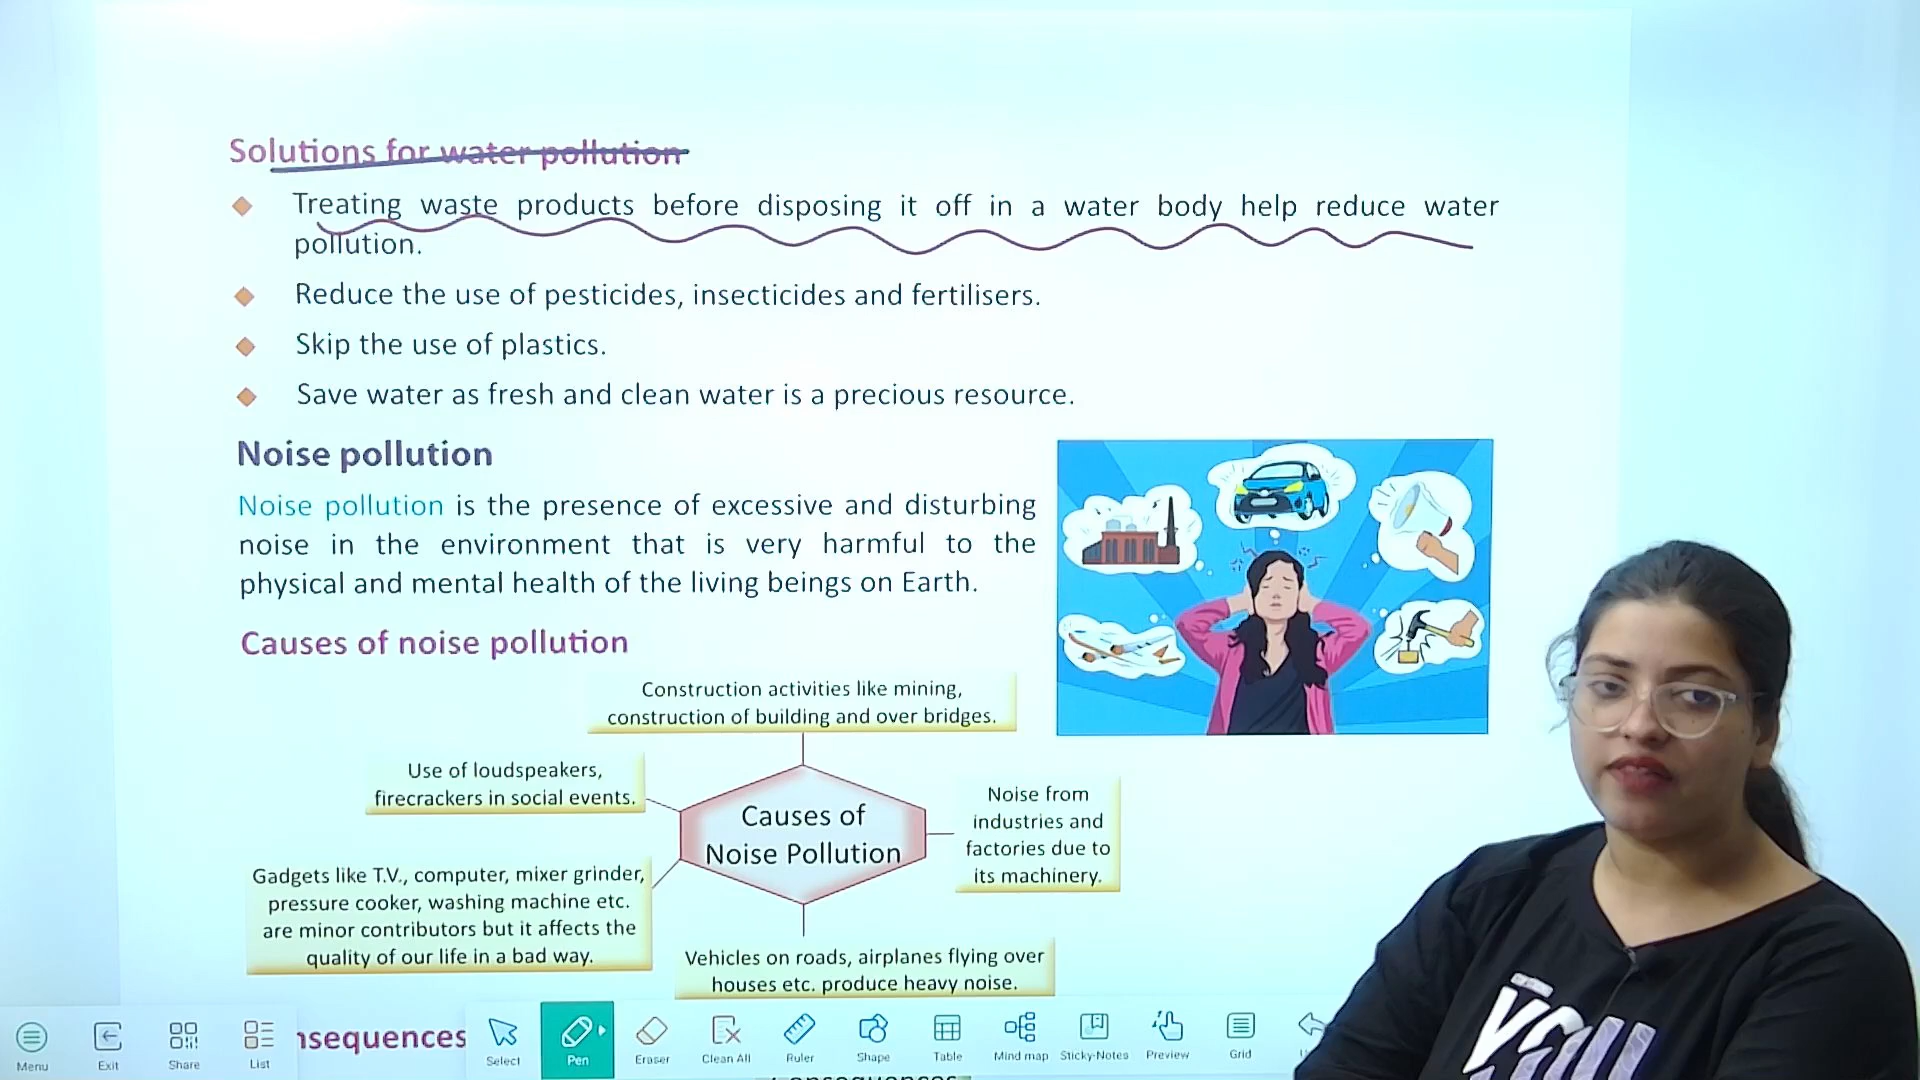 Solutions for water pollution
Treating waste products before disposing it off in a water body help reduce water
pollution.
Reduce the use of pesticides, insecticides and fertilisers.
Skip the use of plastics.
Save water as fresh and clean water is a precious resource.
Noise pollution
Noise pollution is the presence of excessive and disturbing
noise in the environment that is very harmful to the
physical and mental health of the living beings on Earth.
Causes of noise pollution
Construction activities like mining,
construction of building and over bridges.
Use of loudspeakers,
firecrackers in social events.
Causes of
Noise Pollution
Noise from
industries and
factories due to
its machinery.
Gadgets like T.V., computer, mixer grinder,
pressure cooker, washing machine etc.
are minor contributors but it affects the
quality of our life in a bad way.
Vehicles on roads, airplanes flying over
houses etc. produce heavy noise.
nsequences
Menu
Exit
Share
List
Select
Pen
Eraser
Clean All
Ruler
Shape
Table
Mind map
Sticky-Notes
Preview
Grid